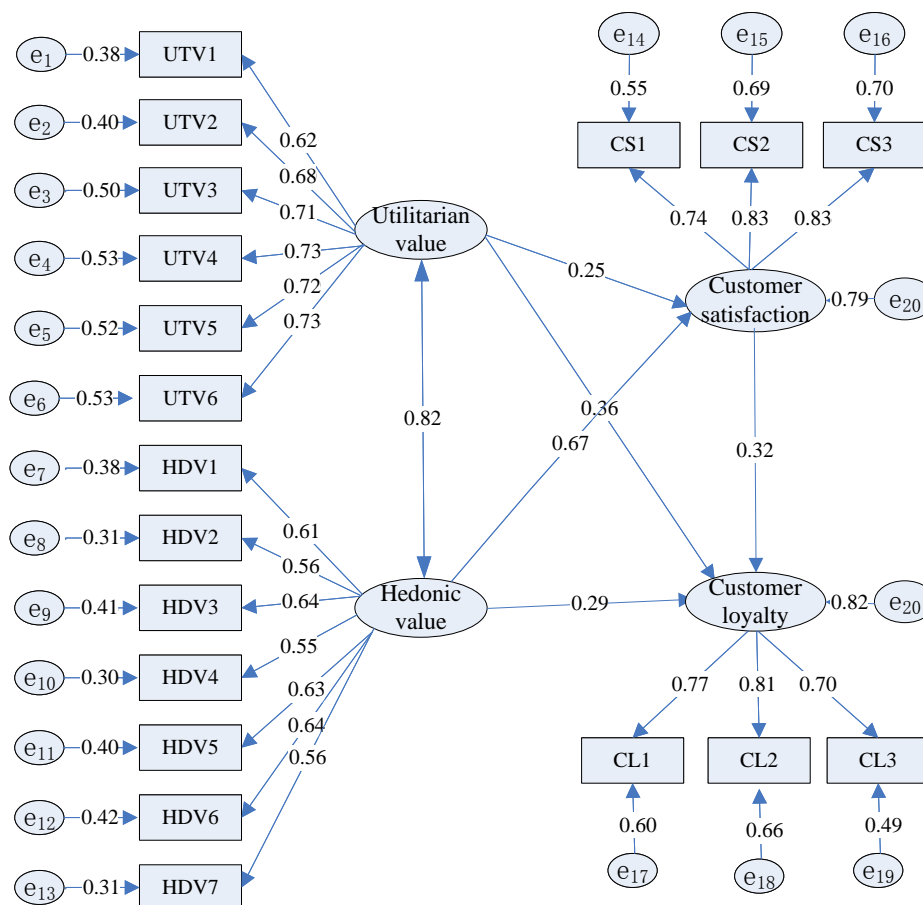 e1 0.38 UTV1
e2 0.40 UTV2
e3 0.50 UTV3
e4 0.53 UTV4
e5 0.52 UTV5
e6 0.53 UTV6
e7 0.38 HDV1
e8 0.31 HDV2
e9 0.41 HDV3
e10 0.30 HDV4
e11 0.40 HDV5
e12 0.42 HDV6
e13 0.31 HDV7
0.62
0.68
0.71
0.73
0.72
0.73
Utilitarian
value
0.82
0.61
0.56
0.64
0.55
0.63
0.64
0.56
Hedonic
value
0.25
0.36
0.67
0.29
e14 e15 e16
0.55 0.69 0.70
CS1 CS2 CS3
0.74 0.83 0.83
Customer
satisfaction
0.79 e20
0.32
Customer
loyalty
0.82 e20
0.77 0.81 0.70
CL1 CL2 CL3
0.60 0.66 0.49
e17 e18 e19